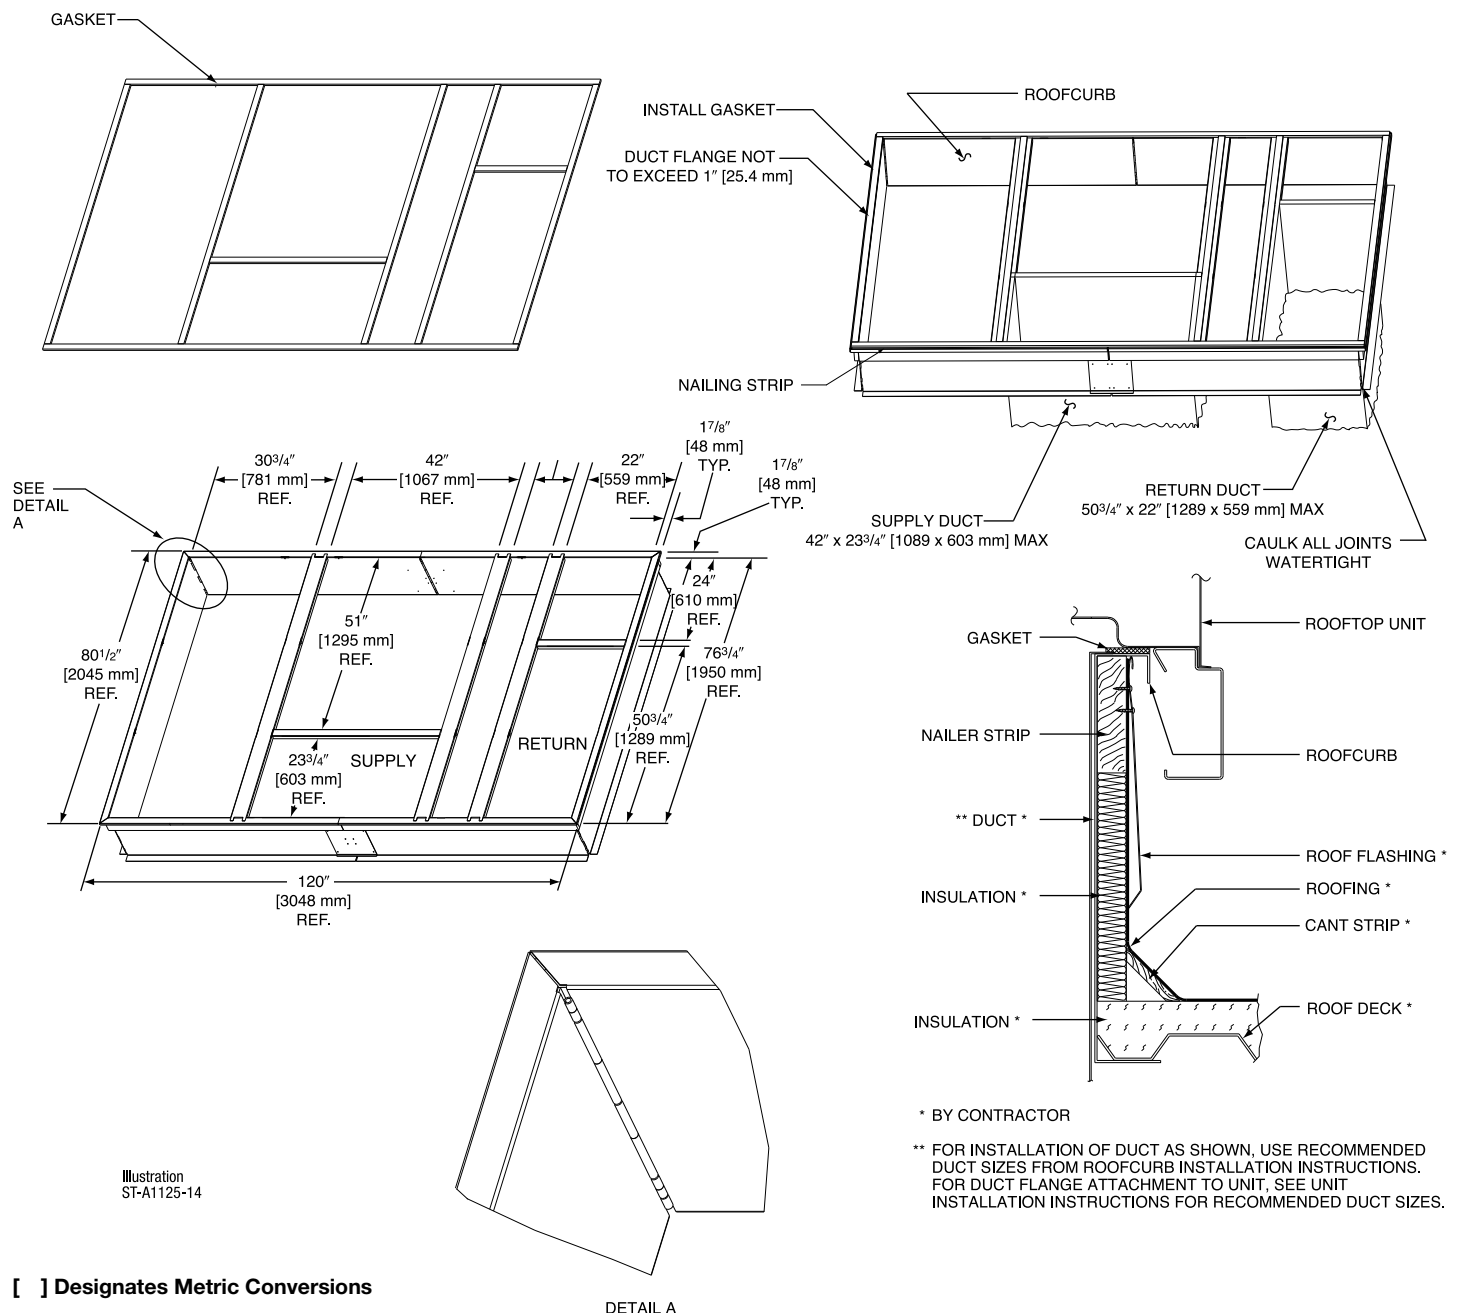 GASKET
INSTALL GASKET
DUCT FLANGE NOT
TO EXCEED 1″ [25.4 mm]
ROOFCURB
NAILING STRIP
SUPPLY DUCT
42″ x 233/4″ [1089 x 603 mm] MAX
RETURN DUCT
503/4″ x 22″ [1289 x 559 mm] MAX
CAULK ALL JOINTS
WATERTIGHT
SEE
DETAIL
A
303/4″
[781 mm]
REF.
42″
[1067 mm]
REF.
22″
[559 mm]
REF.
17/8″
[48 mm]
TYP.
17/8″
[48 mm]
TYP.
801/2″
[2045 mm]
REF.
51″
[1295 mm]
REF.
24″
[610 mm]
REF.
763/4″
[1950 mm]
REF.
503/4″
[1289 mm]
REF.
233/4″
[603 mm]
REF.
SUPPLY
RETURN
120″
[3048 mm]
REF.
GASKET
ROOFTOP UNIT
NAILER STRIP
ROOFCURB
** DUCT *
ROOF FLASHING *
INSULATION *
ROOFING *
CANT STRIP *
INSULATION *
ROOF DECK *
* BY CONTRACTOR
** FOR INSTALLATION OF DUCT AS SHOWN, USE RECOMMENDED
DUCT SIZES FROM ROOFCURB INSTALLATION INSTRUCTIONS.
FOR DUCT FLANGE ATTACHMENT TO UNIT, SEE UNIT
INSTALLATION INSTRUCTIONS FOR RECOMMENDED DUCT SIZES.
Illustration
ST-A1125-14
[ ] Designates Metric Conversions
DETAIL A